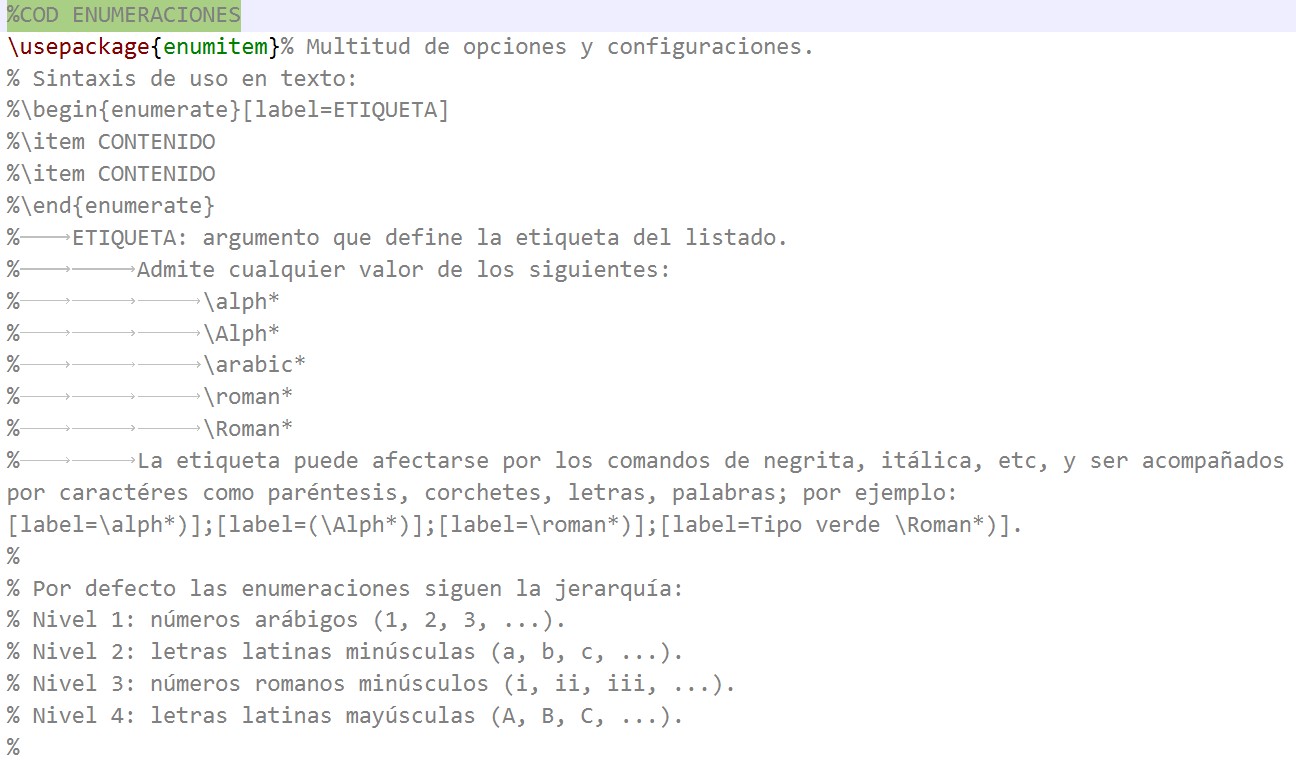 %COD ENUMERACIONES
\usepackage{enumitem}% Multitud de opciones y configuraciones.
% Sintaxis de uso en texto:
%\begin{enumerate}[label=ETIQUETA]
%\item CONTENIDO
%\item CONTENIDO
%\end{enumerate}
%→ETIQUETA: argumento que define la etiqueta del listado.
%→→Admite cualquier valor de los siguientes:
%→→→\alph*
%→→→\Alph*
%→→→\arabic*
%→→→\roman*
%→→→\Roman*
%→→La etiqueta puede afectarse por los comandos de negrita, itálica, etc, y ser acompañados
por caractéres como paréntesis, corchetes, letras, palabras; por ejemplo:
[label=\alph*)];[label=(\Alph*)];[label=\roman*)];[label=Tipo verde \Roman*)].
%
% Por defecto las enumeraciones siguen la jerarquía:
% Nivel 1: números arábigos (1, 2, 3, ...).
% Nivel 2: letras latinas minúsculas (a, b, c, ...).
% Nivel 3: números romanos minúsculos (i, ii, iii, ...).
% Nivel 4: letras latinas mayúsculas (A, B, C, ...).
%